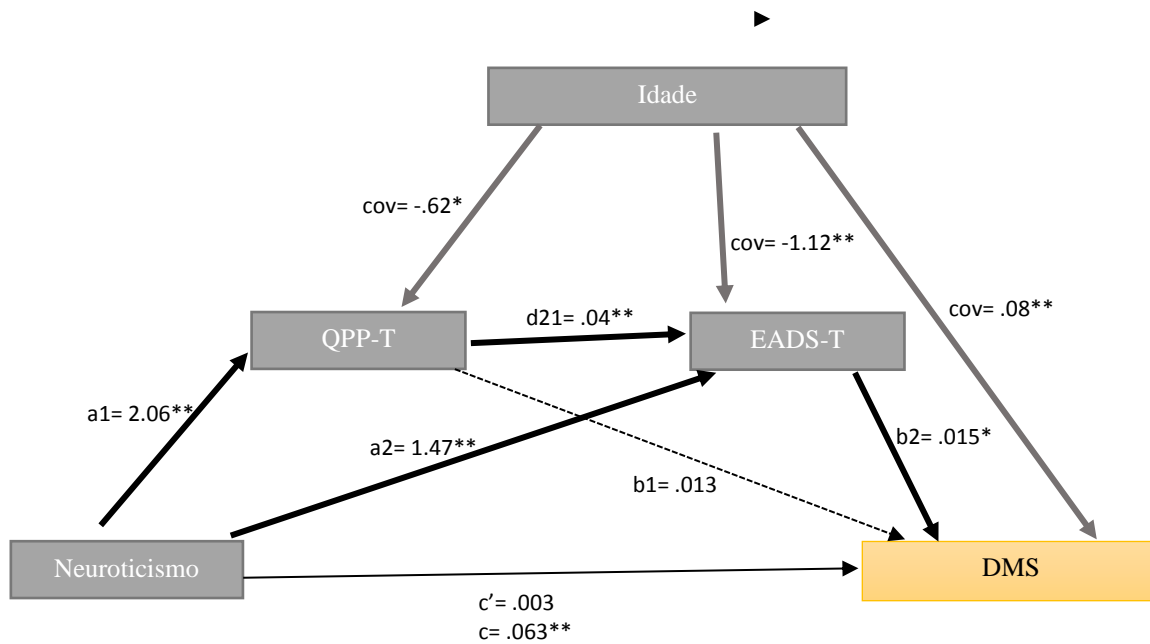 Idade
cov= -.62*
cov= -1.12**
cov= .08**
QPP-T
d21= .04**
EADS-T
a1= 2.06**
a2= 1.47**
b2= .015*
b1= .013
Neuroticismo
DMS
c’= .003
c= .063**